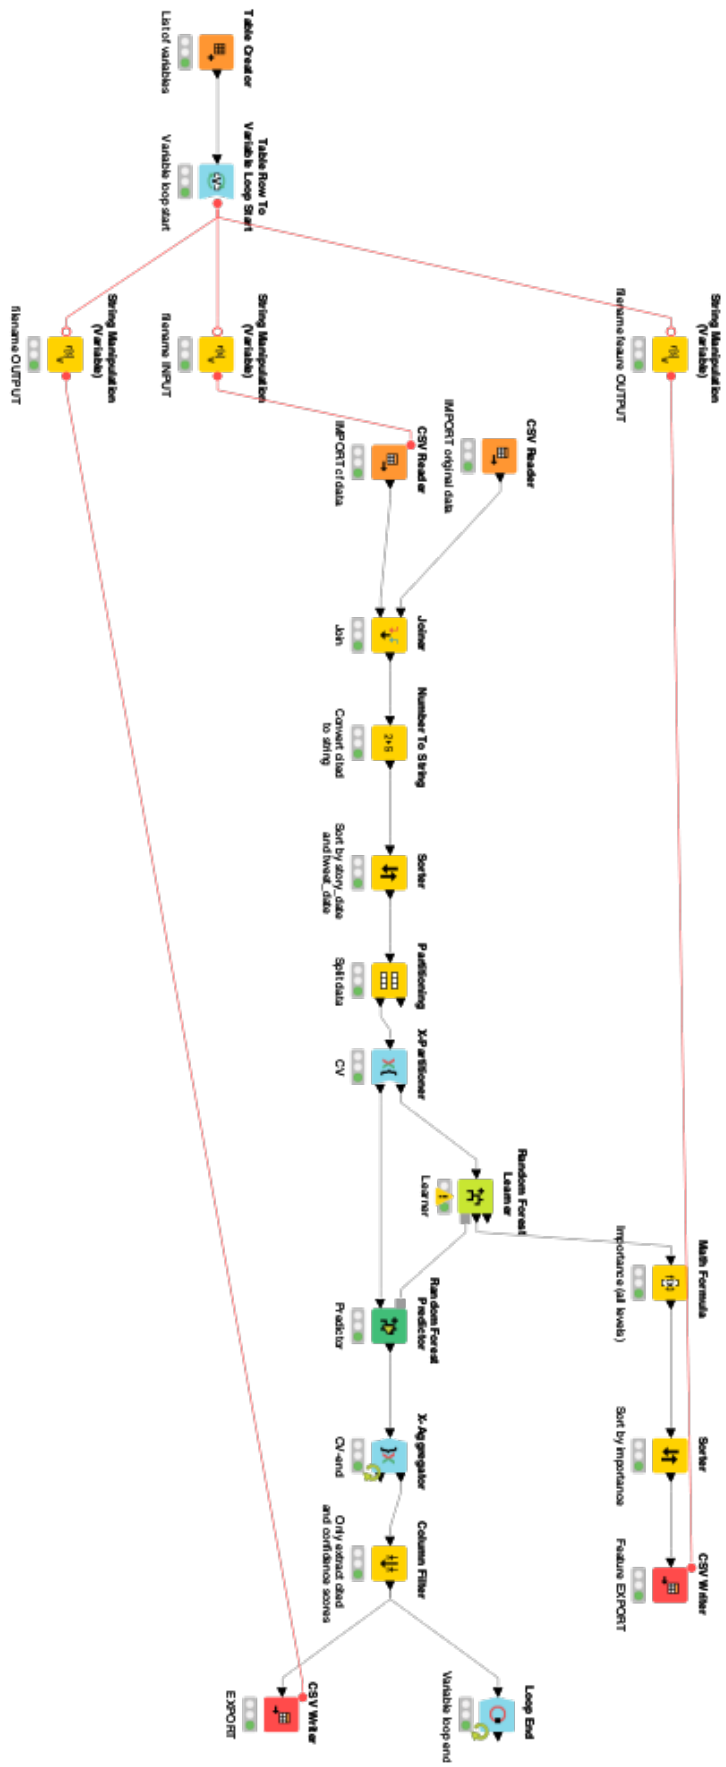 Table Creator
List of variables
Table Row To
Variable Loop Start
Variable loop start
String Manipulation
(Variable)
filename feaure OUTPUT
String Manipulation
(Variable)
filename INPUT
String Manipulation
(Variable)
filename OUTPUT
CSV Reader
IMPORT original data
CSV Reader
IMPORT cf data
Joiner
Join
Number To String
Convert cited
to string
Sorter
Sort by story_date
and tweet_date
Partitioning
Split data
X-Partitioner
CV
Random Forest
Learner
Learner
Math Formula
Importance (all levels)
Random Forest
Predictor
Predictor
Sorter
Sort by importance
X-Aggregator
CV-end
Column Filter
Only extract cited
and confidence scores
CSV Writer
Feature EXPORT
Loop End
Variable loop end
CSV Writer
EXPORT